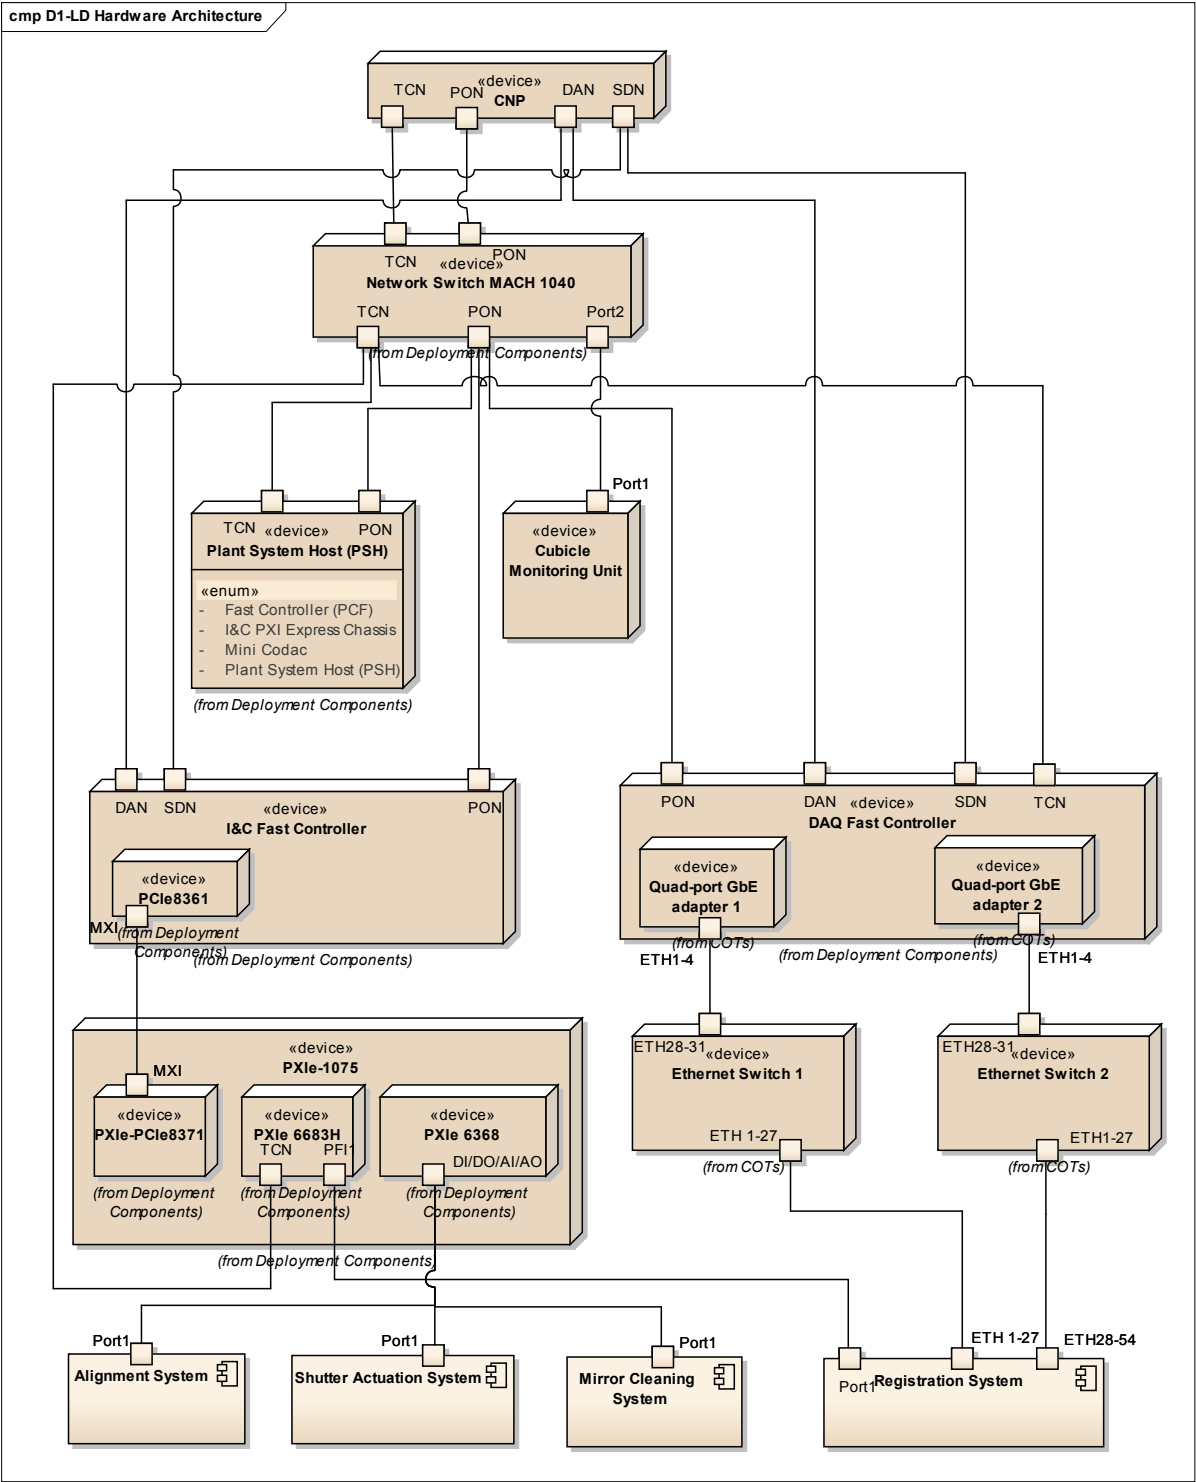 cmp D1-LD Hardware Architecture
TCN PON «device» DAN SDN
CNP
TCN «device» PON
Network Switch MACH 1040
TCN PON Port2
(from Deployment Components)
Port1
TCN «device» PON
Plant System Host (PSH)
«enum»
- Fast Controller (PCF)
- I&C PXI Express Chassis
- Mini Codac
- Plant System Host (PSH)
(from Deployment Components)
«device»
Cubicle
Monitoring Unit
DAN SDN «device» PON
I&C Fast Controller
«device»
PCIe8361
MXI
(from Deployment
Components)
(from Deployment Components)
PON DAN «device» SDN TCN
DAQ Fast Controller
«device»
Quad-port GbE
adapter 1
(from COTs)
ETH1-4
«device»
Quad-port GbE
adapter 2
(from COTs)
(from Deployment Components)
ETH1-4
«device»
PXIe-1075
MXI
«device»
PXIe-PCIe8371
(from Deployment
Components)
«device»
PXIe 6683H
TCN PFI1
(from Deployment
Components)
«device»
PXIe 6368
DI/DO/AI/AO
(from Deployment
Components)
(from Deployment Components)
ETH28-31 «device»
Ethernet Switch 1
ETH 1-27
(from COTs)
ETH28-31 «device»
Ethernet Switch 2
ETH1-27
(from COTs)
Port1
Alignment System
Port1
Shutter Actuation System
Port1
Mirror Cleaning
System
ETH 1-27 ETH28-54
Port1
Registration System